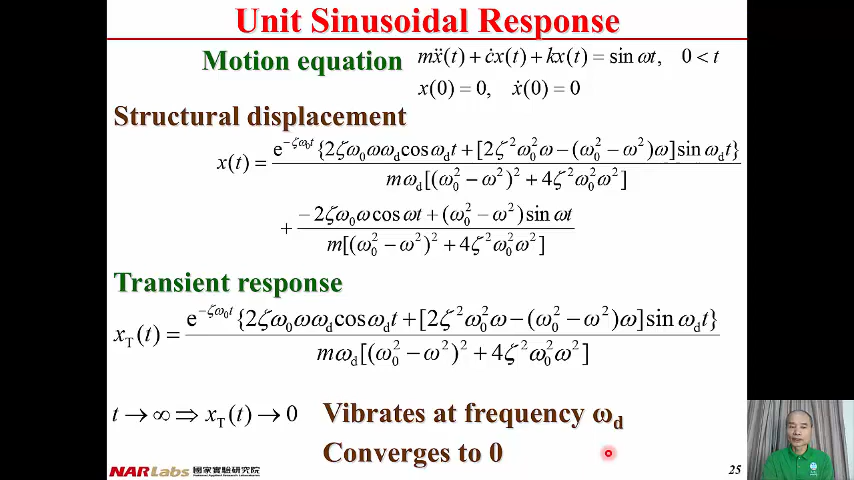 Unit Sinusoidal Response
Motion equation mẍ(t) + ċx(t) + kx(t) = sin ωt, 0 < t
x(0) = 0, ẋ(0) = 0
Structural displacement
x(t) = e^{−ζω₀t}{2ζω₀ωω_d cos ω_d t + [2ζ²ω₀²ω − (ω₀² − ω²)ω] sin ω_d t} / mω_d[(ω₀² − ω²)² + 4ζ²ω₀²ω²]
+ −2ζω₀ω cos ωt + (ω₀² − ω²) sin ωt / m[(ω₀² − ω²)² + 4ζ²ω₀²ω²]
Transient response
x_T(t) = e^{−ζω₀t}{2ζω₀ωω_d cos ω_d t + [2ζ²ω₀²ω − (ω₀² − ω²)ω] sin ω_d t} / mω_d[(ω₀² − ω²)² + 4ζ²ω₀²ω²]
t → ∞ ⇒ x_T(t) → 0 Vibrates at frequency ω_d
Converges to 0
NARLabs 國家實驗研究院
National Applied Research Laboratories
25